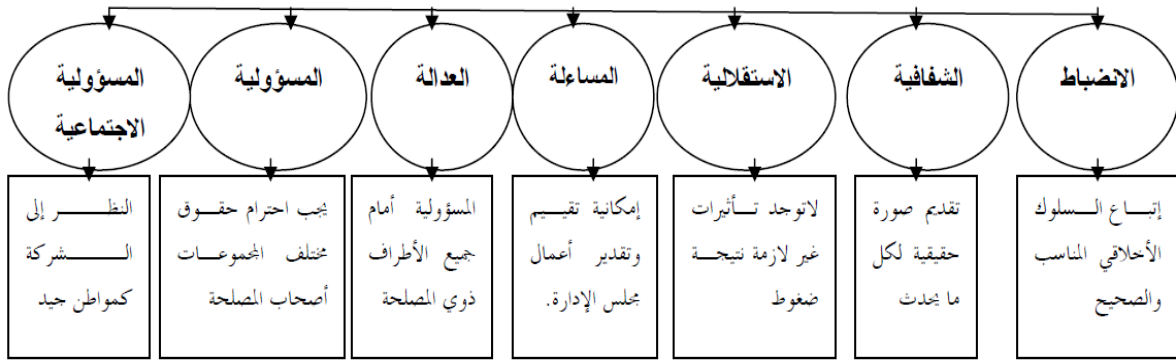 الانضباط
الشفافية
الاستقلالية
المساءلة
العدالة
المسؤولية
المسؤولية
الاجتماعية
إتباع السلوك
الأخلاقي المناسب
والصحيح
تقديم صورة
حقيقية لكل
ما يحدث
لاتوجد تأثيرات
غير لازمة نتيجة
ضغوط
إمكانية تقييم
وتقدير أعمال
مجلس الإدارة.
المسؤولية أمام
جميع الأطراف
ذوي المصلحة
يجب احترام حقوق
مختلف المجموعات
أصحاب المصلحة
النظر إلى
الشركة
كمواطن جيد